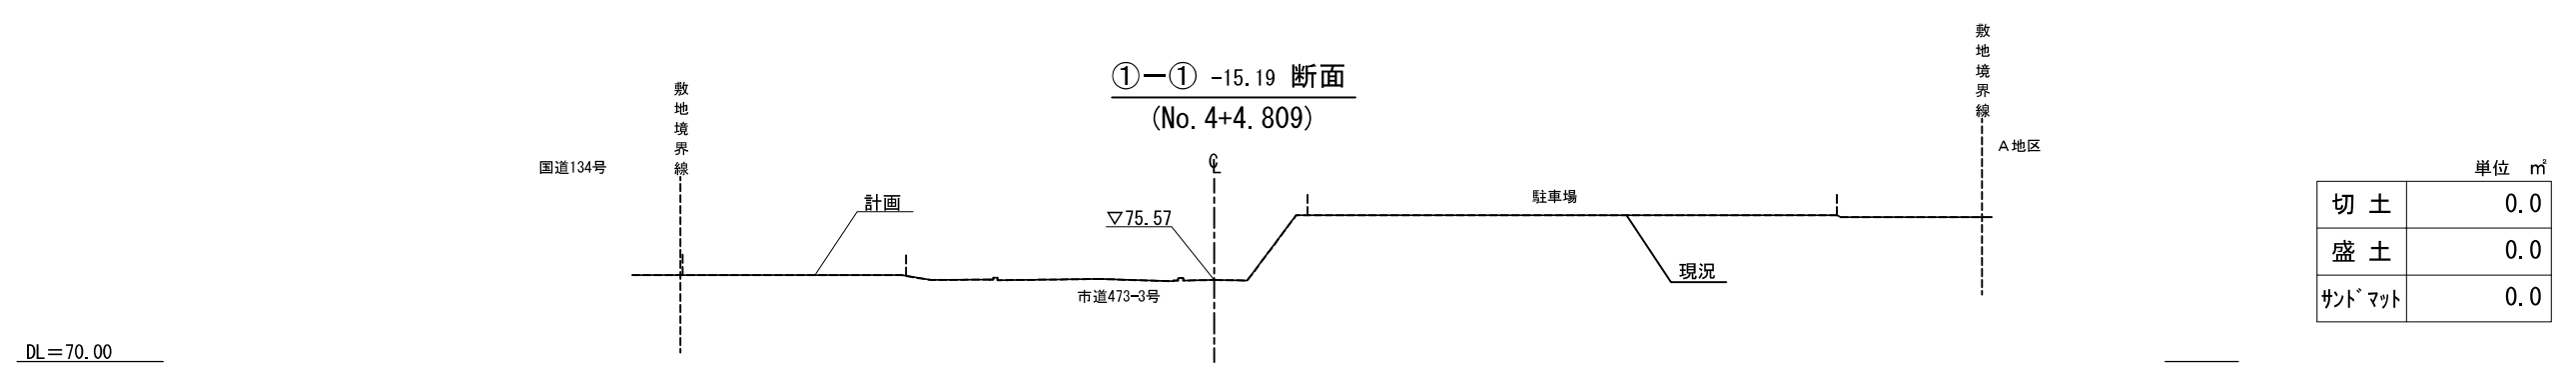 ①ー① -15.19 断面
(No.4+4.809)
敷地境界線
敷地境界線
国道134号
A地区
℄
計画
▽75.57
駐車場
現況
市道473-3号
DL=70.00
単位 ㎡
切土 0.0
盛土 0.0
ｻﾝﾄﾞﾏｯﾄ 0.0